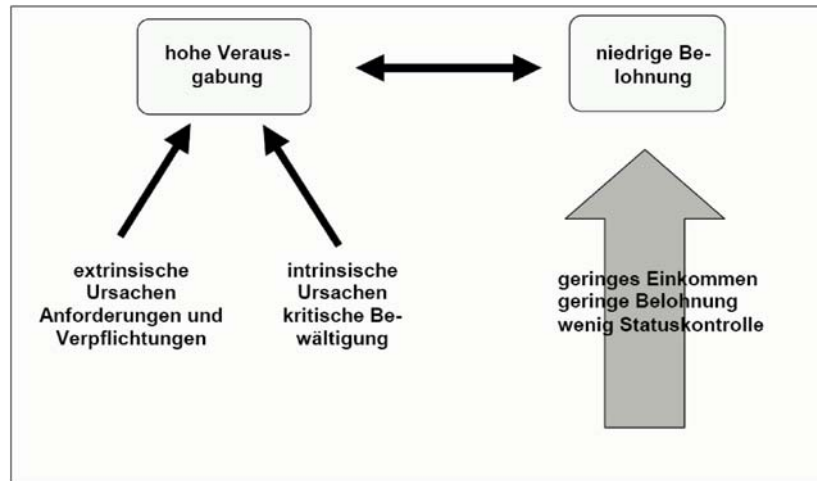 hohe Veraus-
gabung
niedrige Be-
lohnung
extrinsische
Ursachen
Anforderungen und
Verpflichtungen
intrinsische
Ursachen
kritische Be-
wältigung
geringes Einkommen
geringe Belohnung
wenig Statuskontrolle